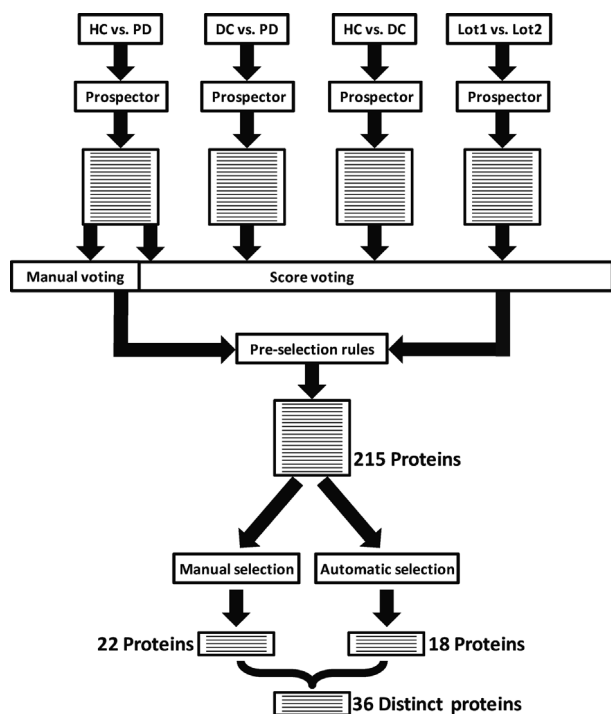 HC vs. PD
DC vs. PD
HC vs. DC
Lot1 vs. Lot2
Prospector
Prospector
Prospector
Prospector
Manual voting
Score voting
Pre-selection rules
215 Proteins
Manual selection
Automatic selection
22 Proteins
18 Proteins
36 Distinct proteins